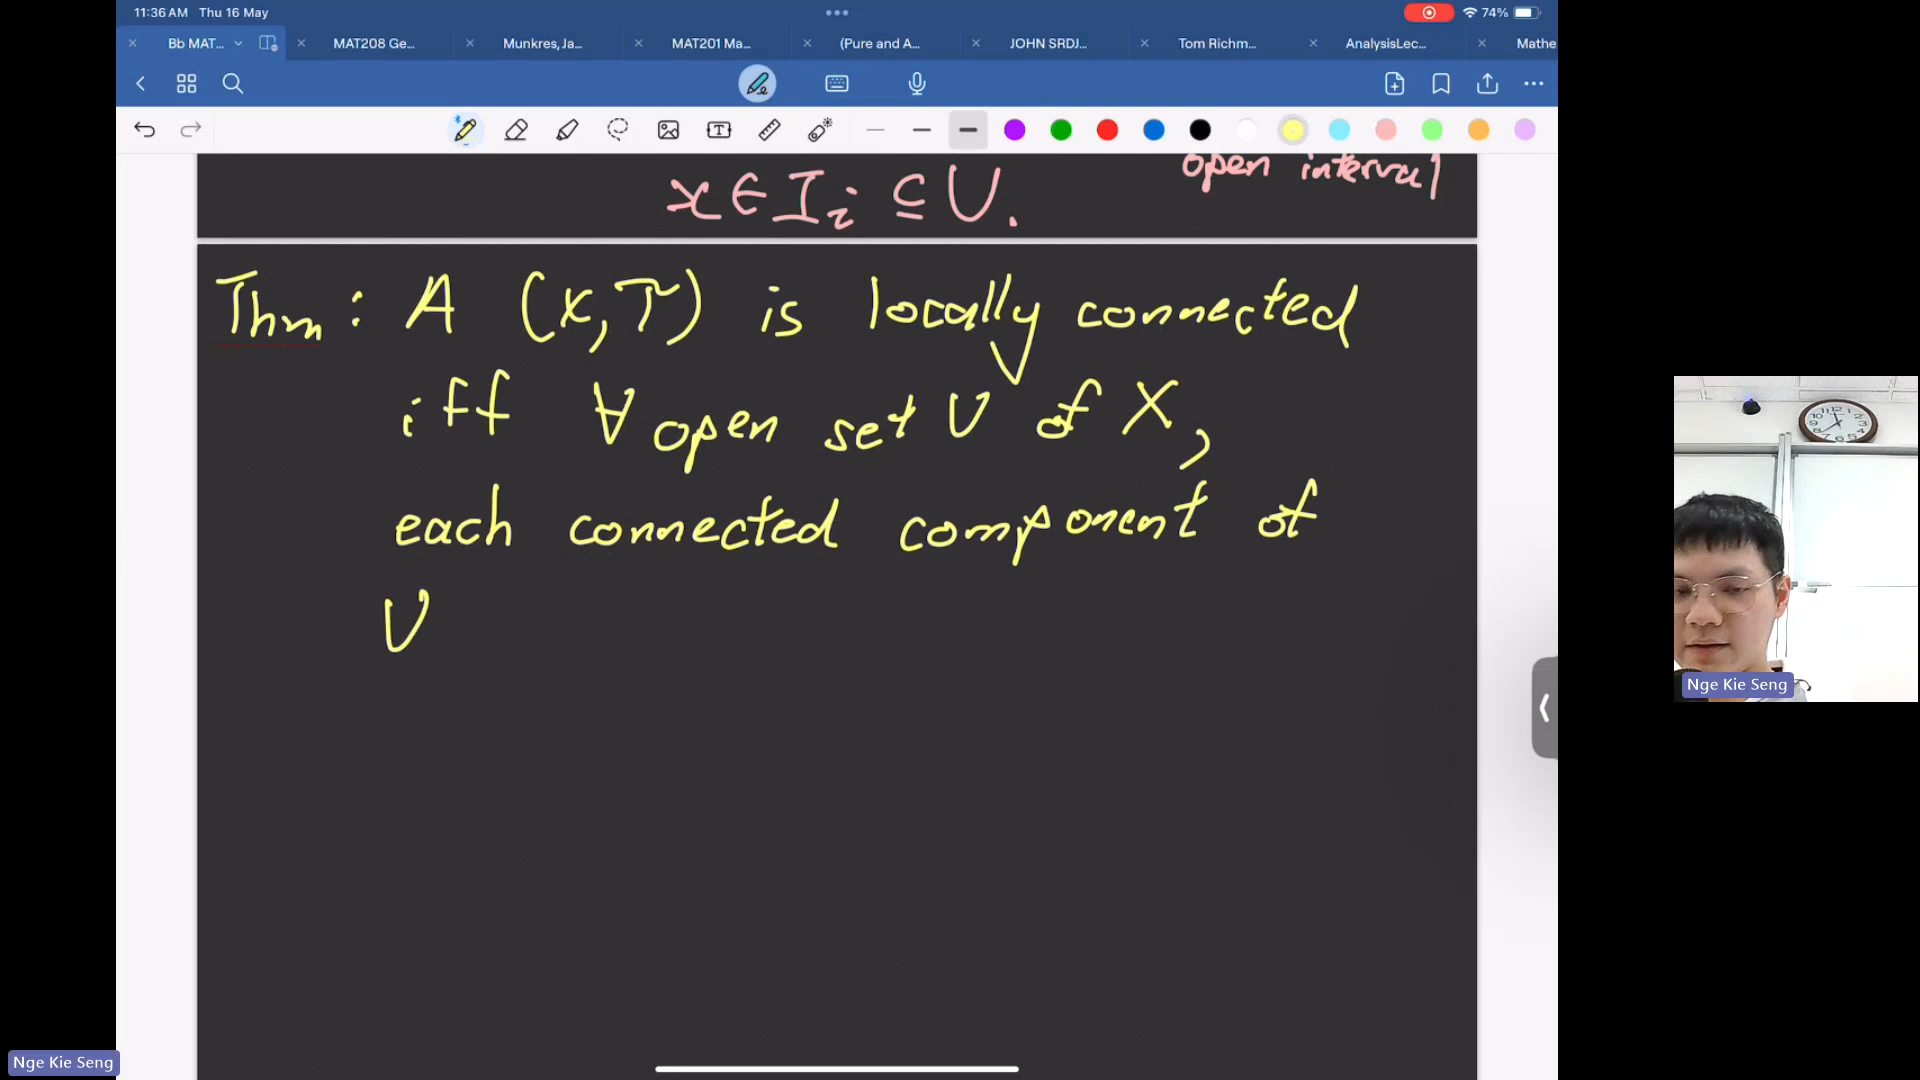 11:36 AM Thu 16 May
74%
Bb MAT...
MAT208 Ge...
Munkres, Ja...
MAT201 Ma...
(Pure and A...
JOHN SRDJ...
Tom Richm...
AnalysisLec...
Mathe
open interval
x ∈ I_i ⊆ U.
Thm : A (X, T) is locally connected
iff ∀ open set U of X,
each connected component of
U
Nge Kie Seng
Nge Kie Seng